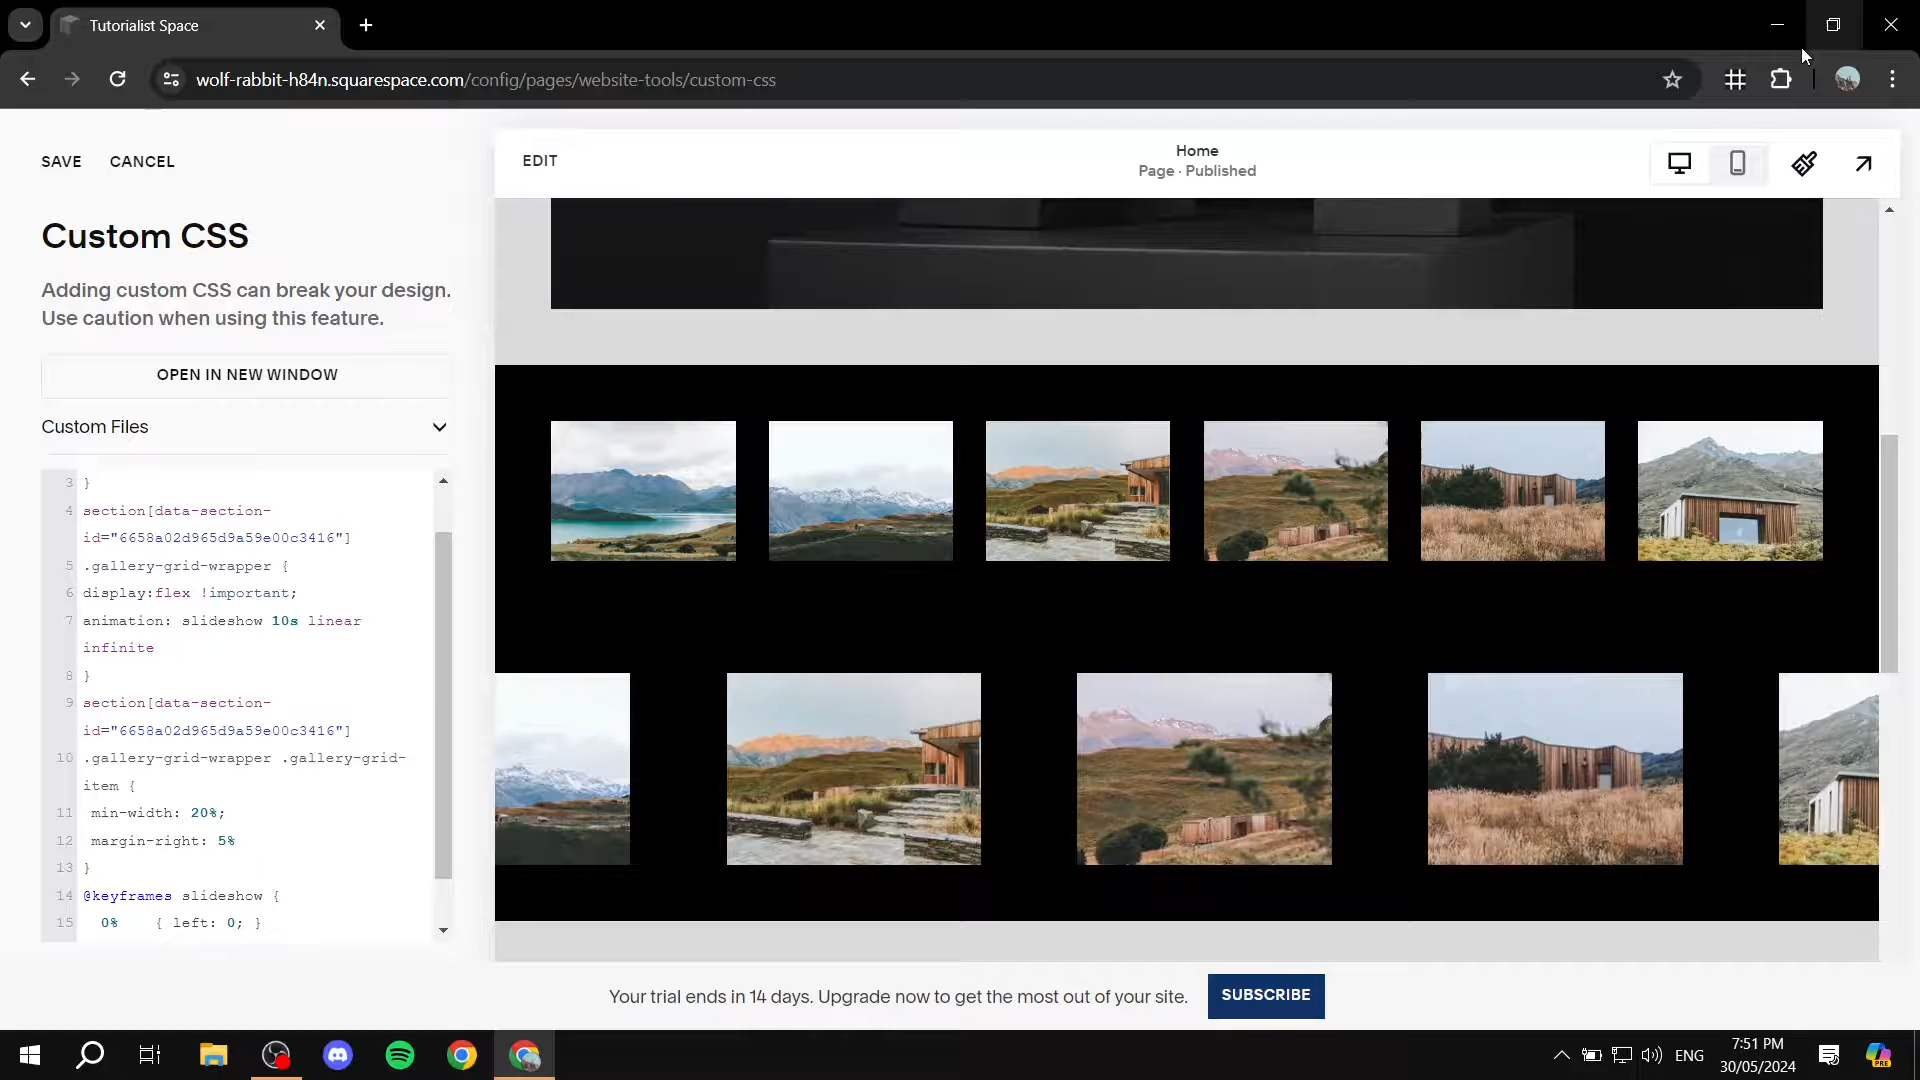 Tutorialist Space
wolf-rabbit-h84n.squarespace.com/config/pages/website-tools/custom-css
SAVE CANCEL
EDIT
Home
Page · Published
Custom CSS
Adding custom CSS can break your design.
Use caution when using this feature.
OPEN IN NEW WINDOW
Custom Files
3 }
4 section[data-section-
id="6658a02d965d9a59e00c3416"]
5 .gallery-grid-wrapper {
6 display:flex !important;
7 animation: slideshow 10s linear
infinite
8 }
9 section[data-section-
id="6658a02d965d9a59e00c3416"]
10 .gallery-grid-wrapper .gallery-grid-
item {
11 min-width: 20%;
12 margin-right: 5%
13 }
14 @keyframes slideshow {
15 0% { left: 0; }
Your trial ends in 14 days. Upgrade now to get the most out of your site.
SUBSCRIBE
ENG
7:51 PM
30/05/2024
PRE